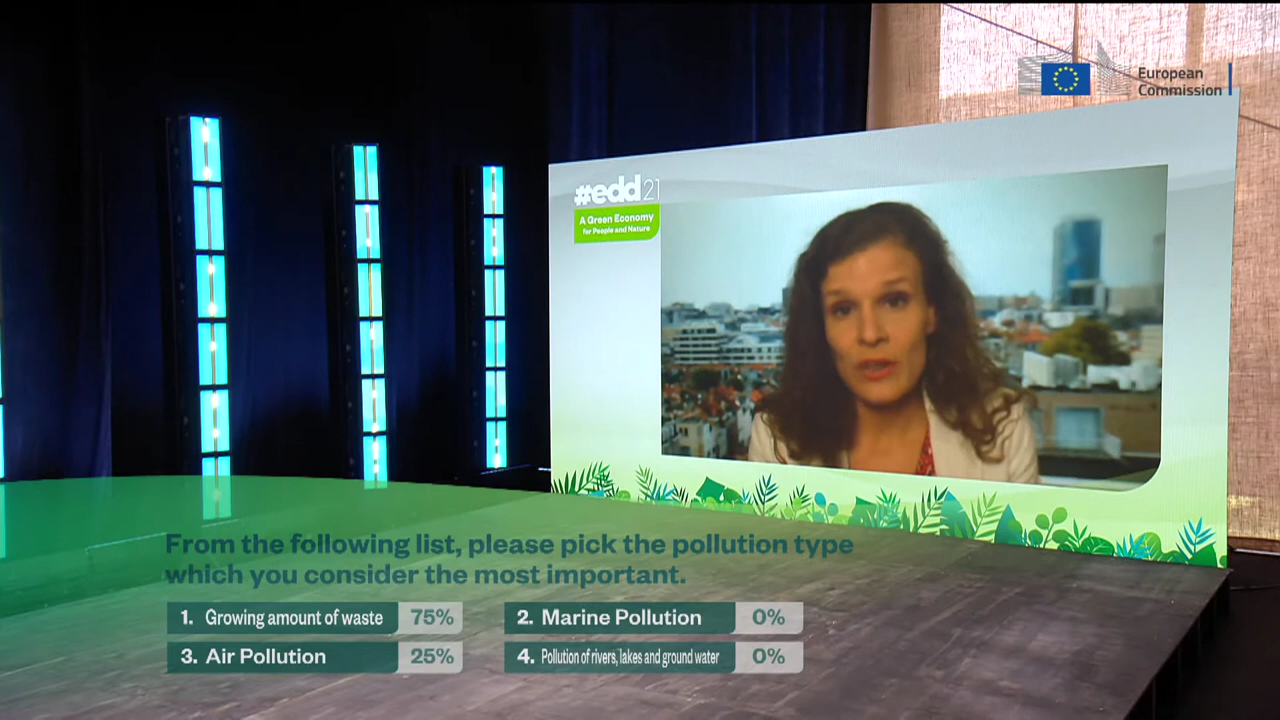 European
Commission
#edd21
A Green Economy
for People and Nature
From the following list, please pick the pollution type
which you consider the most important.
1. Growing amount of waste 75%
2. Marine Pollution 0%
3. Air Pollution 25%
4. Pollution of rivers, lakes and ground water 0%